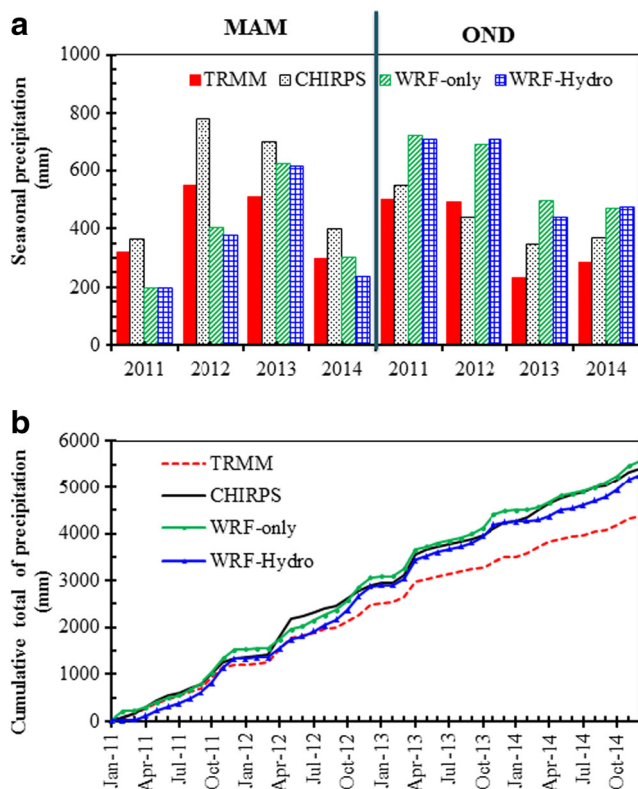 a
MAM OND
1000
800
600
400
200
0
Seasonal precipitation
(mm)
TRMM CHIRPS WRF-only WRF-Hydro
2011 2012 2013 2014 2011 2012 2013 2014
b
6000
5000
4000
3000
2000
1000
0
Cumulative total of precipitation
(mm)
TRMM
CHIRPS
WRF-only
WRF-Hydro
Jan-11
Apr-11
Jul-11
Oct-11
Jan-12
Apr-12
Jul-12
Oct-12
Jan-13
Apr-13
Jul-13
Oct-13
Jan-14
Apr-14
Jul-14
Oct-14